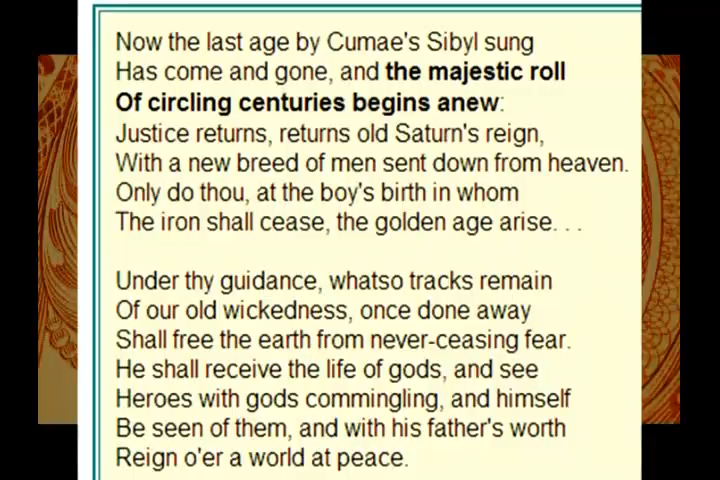 Now the last age by Cumae's Sibyl sung
Has come and gone, and the majestic roll
Of circling centuries begins anew:
Justice returns, returns old Saturn's reign,
With a new breed of men sent down from heaven.
Only do thou, at the boy's birth in whom
The iron shall cease, the golden age arise. . .
Under thy guidance, whatso tracks remain
Of our old wickedness, once done away
Shall free the earth from never-ceasing fear.
He shall receive the life of gods, and see
Heroes with gods commingling, and himself
Be seen of them, and with his father's worth
Reign o'er a world at peace.